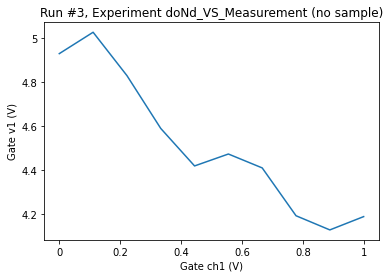 Run #3, Experiment doNd_VS_Measurement (no sample)
5
4.8
4.6
4.4
4.2
Gate v1 (V)
0 0.2 0.4 0.6 0.8 1
Gate ch1 (V)